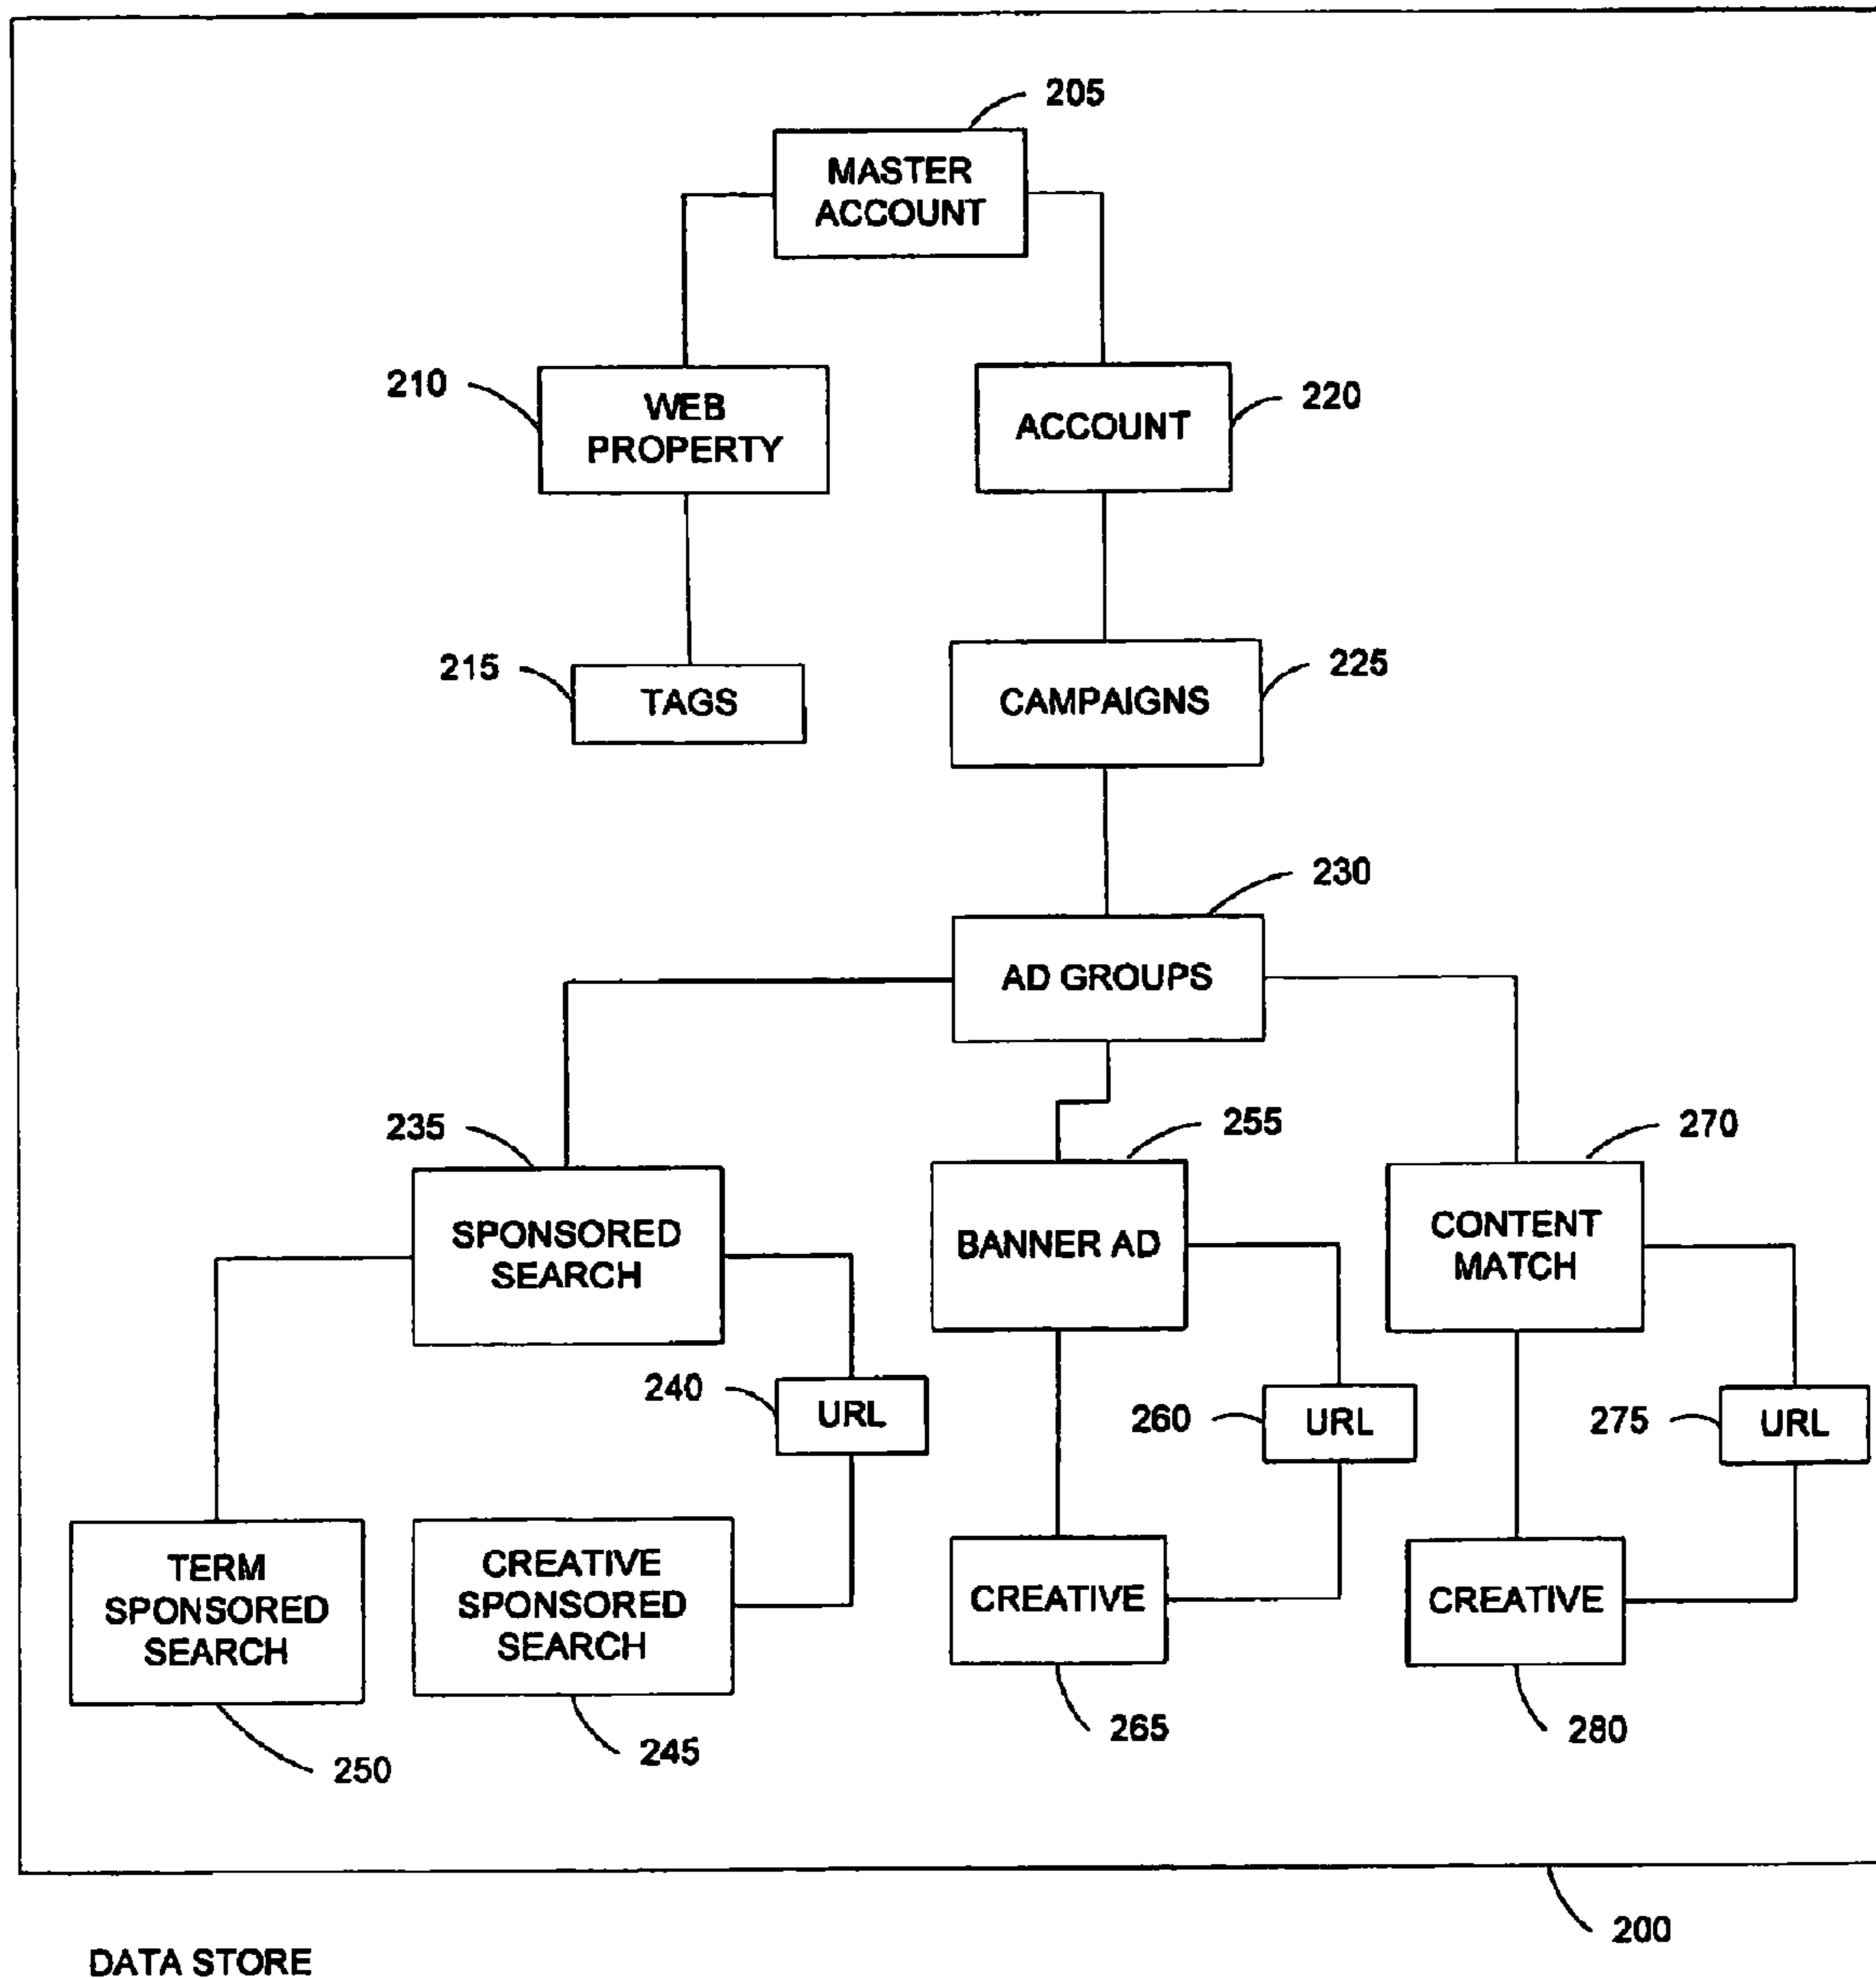 205
MASTER
ACCOUNT
210
WEB
PROPERTY
ACCOUNT
220
215
TAGS
CAMPAIGNS
225
230
AD GROUPS
235
255
270
SPONSORED
SEARCH
BANNER AD
CONTENT
MATCH
240
URL
260
URL
275
URL
TERM
SPONSORED
SEARCH
CREATIVE
SPONSORED
SEARCH
CREATIVE
CREATIVE
250
245
265
280
200
DATA STORE